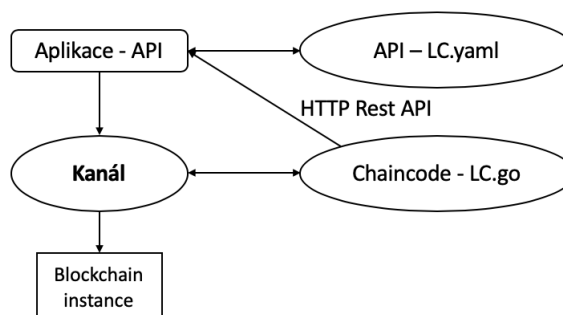 Aplikace - API
API – LC.yaml
HTTP Rest API
Kanál
Chaincode - LC.go
Blockchain
instance